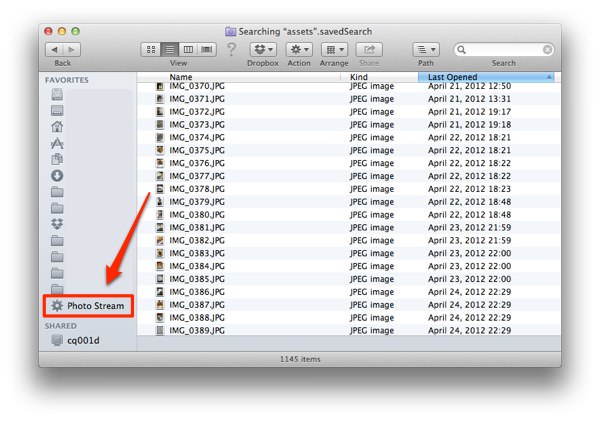 Searching "assets".savedSearch
Back View Dropbox Action Arrange Share Path Search
FAVORITES
Photo Stream
SHARED
cq001d
Name Kind Last Opened
IMG_0370.JPG JPEG image April 21, 2012 12:50
IMG_0371.JPG JPEG image April 21, 2012 13:31
IMG_0372.JPG JPEG image April 21, 2012 19:17
IMG_0373.JPG JPEG image April 21, 2012 19:18
IMG_0374.JPG JPEG image April 22, 2012 18:21
IMG_0375.JPG JPEG image April 22, 2012 18:21
IMG_0376.JPG JPEG image April 22, 2012 18:22
IMG_0377.JPG JPEG image April 22, 2012 18:22
IMG_0378.JPG JPEG image April 22, 2012 18:23
IMG_0379.JPG JPEG image April 22, 2012 18:48
IMG_0380.JPG JPEG image April 22, 2012 18:48
IMG_0381.JPG JPEG image April 23, 2012 21:59
IMG_0382.JPG JPEG image April 23, 2012 21:59
IMG_0383.JPG JPEG image April 23, 2012 22:00
IMG_0384.JPG JPEG image April 23, 2012 22:00
IMG_0385.JPG JPEG image April 23, 2012 22:00
IMG_0386.JPG JPEG image April 24, 2012 22:29
IMG_0387.JPG JPEG image April 24, 2012 22:29
IMG_0388.JPG JPEG image April 24, 2012 22:29
IMG_0389.JPG JPEG image April 24, 2012 22:29
1145 items